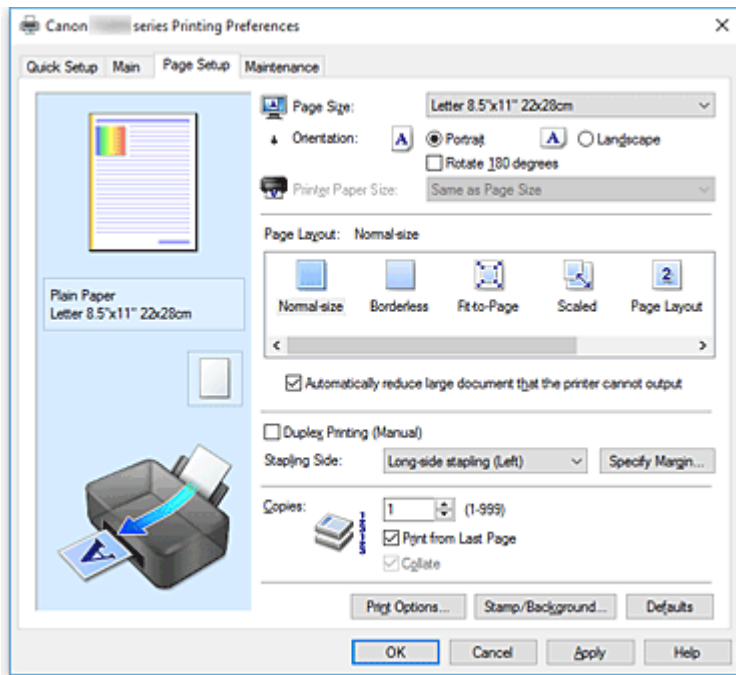 Canon series Printing Preferences
Quick Setup Main Page Setup Maintenance
Page Size: Letter 8.5"x11" 22x28cm
Orientation: A Portrait A Landscape
Rotate 180 degrees
Printer Paper Size: Same as Page Size
Page Layout: Normal-size
2
Normal-size Borderless Fit-to-Page Scaled Page Layout
Plain Paper
Letter 8.5"x11" 22x28cm
Automatically reduce large document that the printer cannot output
Duplex Printing (Manual)
Stapling Side: Long-side stapling (Left) Specify Margin...
Copies: 1 (1-999)
Print from Last Page
Collate
A
Print Options... Stamp/Background... Defaults
OK Cancel Apply Help